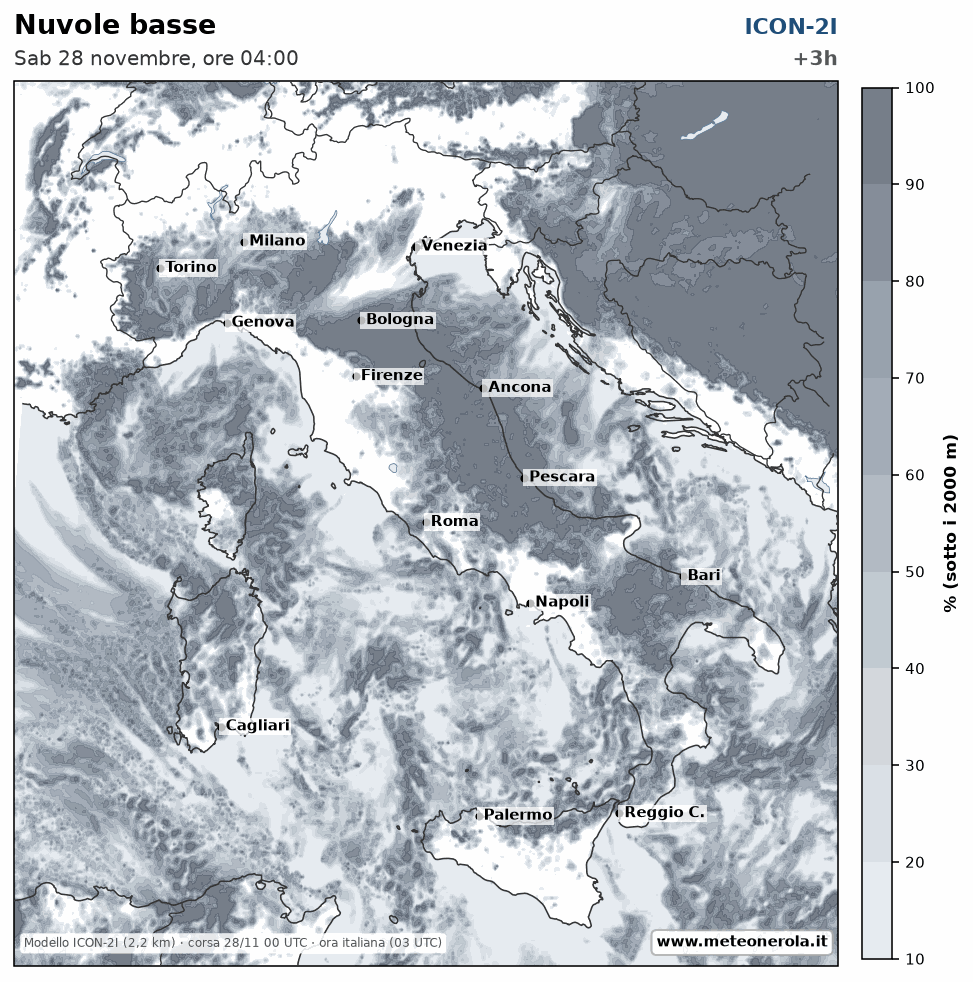 Nuvole basse
ICON-2I
Sab 28 novembre, ore 04:00
+3h
Milano
Venezia
Torino
Genova
Bologna
Firenze
Ancona
Pescara
Roma
Bari
Napoli
Cagliari
Palermo
Reggio C.
Modello ICON-2I (2,2 km) · corsa 28/11 00 UTC · ora italiana (03 UTC)
www.meteonerola.it
100
90
80
70
60
50
40
30
20
10
% (sotto i 2000 m)